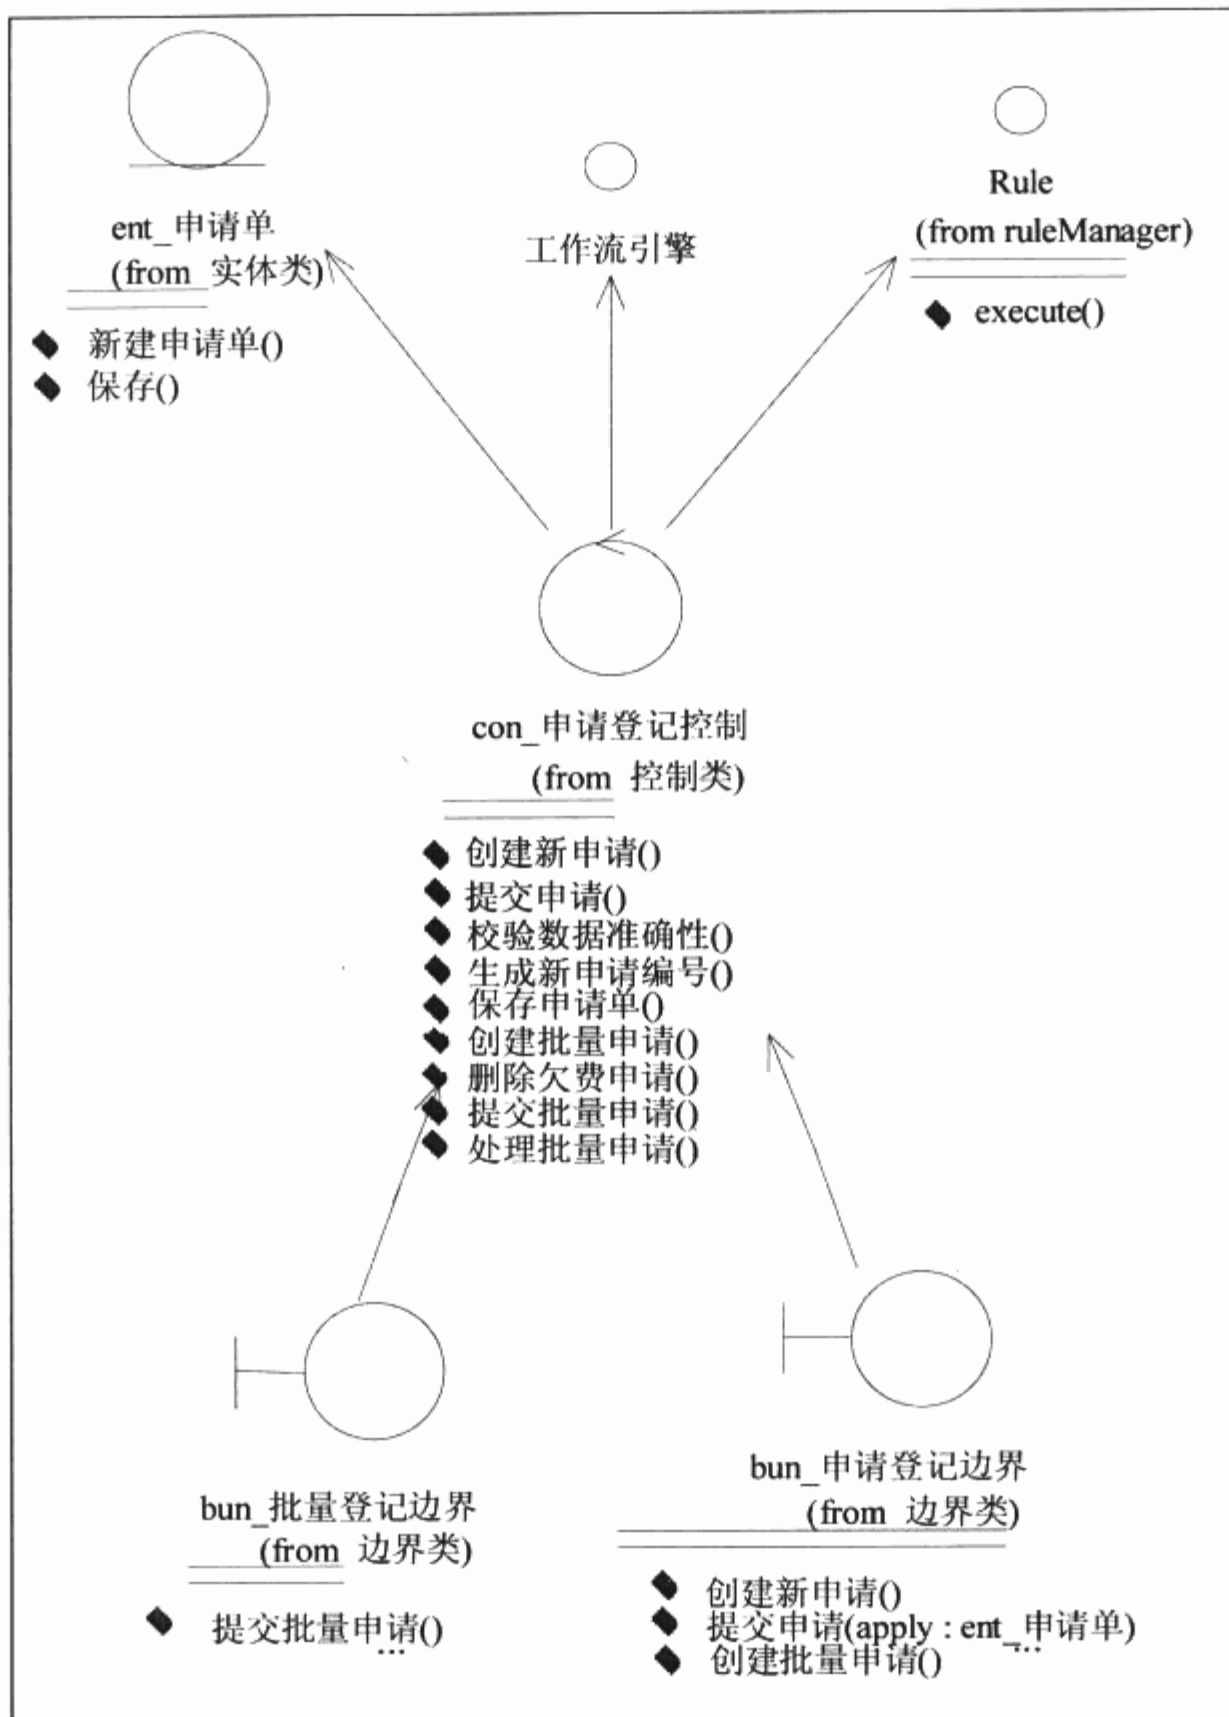 ent_申请单
(from 实体类)
新建申请单()
保存()
工作流引擎
Rule
(from ruleManager)
execute()
con_申请登记控制
(from 控制类)
创建新申请()
提交申请()
校验数据准确性()
生成新申请编号()
保存申请单()
创建批量申请()
删除欠费申请()
提交批量申请()
处理批量申请()
bun_批量登记边界
(from 边界类)
提交批量申请()
...
bun_申请登记边界
(from 边界类)
创建新申请()
提交申请(apply : ent_申请单)
...
创建批量申请()